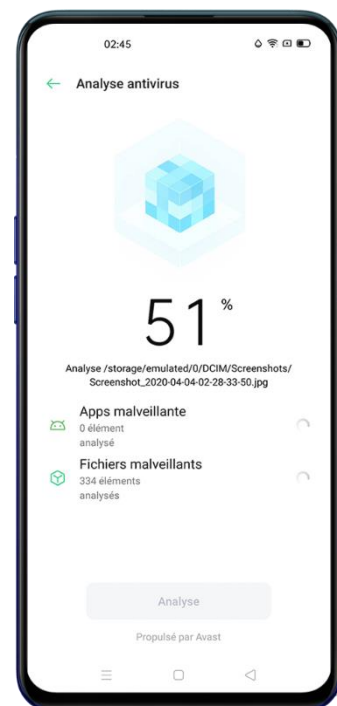 02:45
Analyse antivirus
51 %
Analyse /storage/emulated/0/DCIM/Screenshots/
Screenshot_2020-04-04-02-28-33-50.jpg
Apps malveillante
0 élément
analysé
Fichiers malveillants
334 éléments
analysés
Analyse
Propulsé par Avast